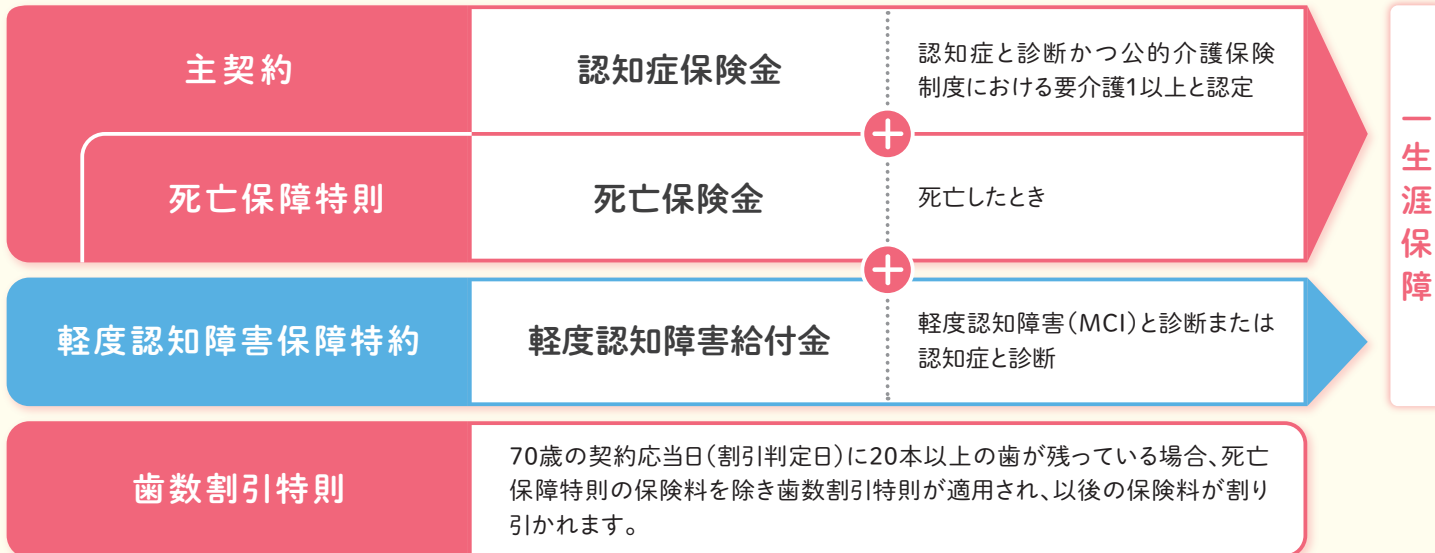 主契約
認知症保険金
認知症と診断かつ公的介護保険
制度における要介護1以上と認定
死亡保障特則
死亡保険金
死亡したとき
軽度認知障害保障特約
軽度認知障害給付金
軽度認知障害(MCI)と診断または
認知症と診断
一生涯保障
歯数割引特則
70歳の契約応当日(割引判定日)に20本以上の歯が残っている場合、死亡
保障特則の保険料を除き歯数割引特則が適用され、以後の保険料が割り
引かれます。